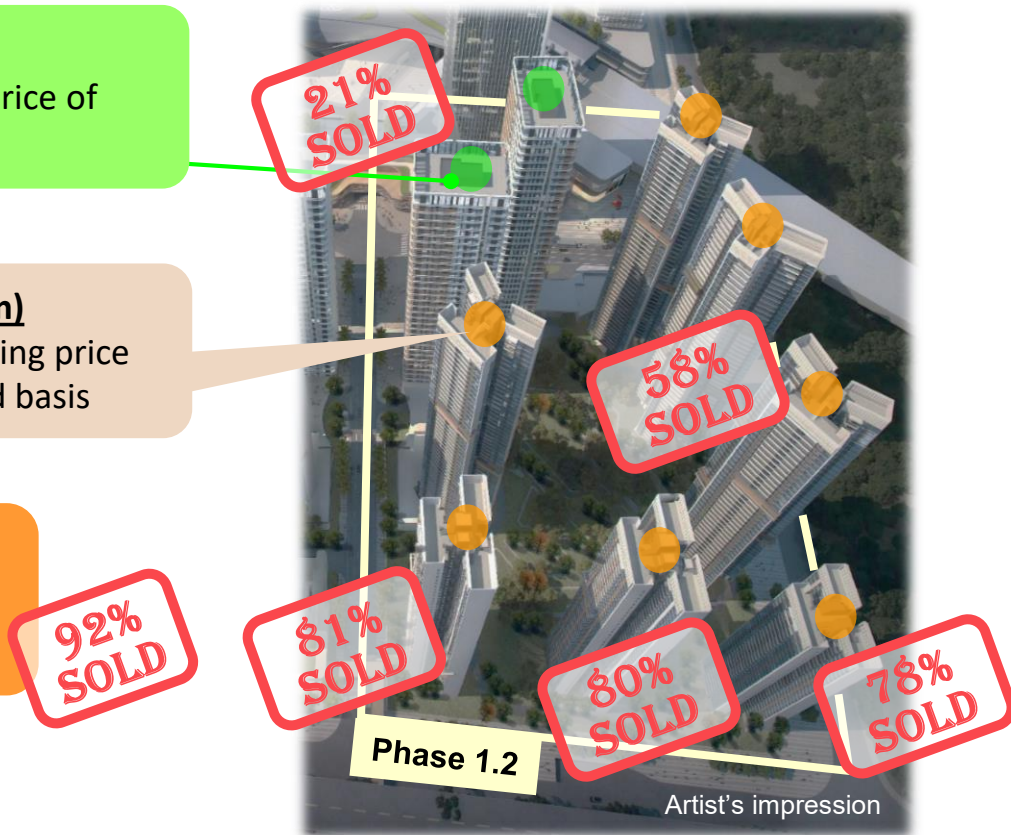 rice of
21%
SOLD
n)
ing price
d basis
58%
SOLD
92%
SOLD
81%
SOLD
80%
SOLD
78%
SOLD
Phase 1.2
Artist's impression